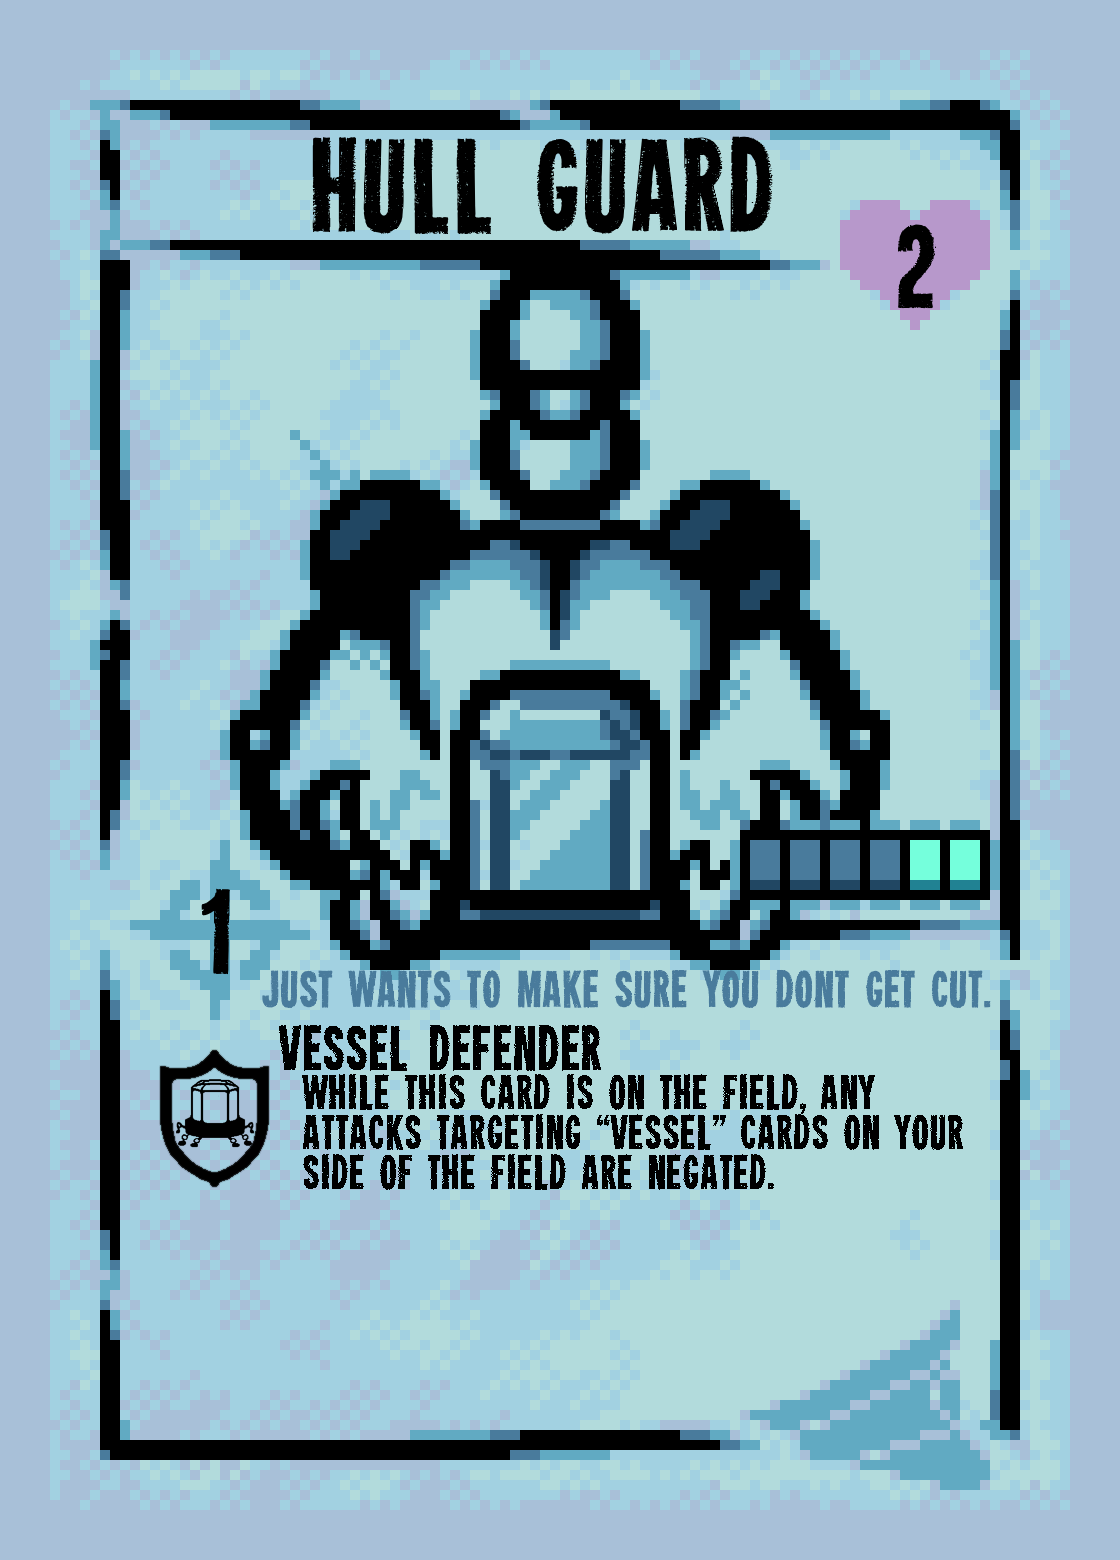 HULL GUARD
2
1
JUST WANTS TO MAKE SURE YOU DONT GET CUT.
VESSEL DEFENDER
WHILE THIS CARD IS ON THE FIELD, ANY
ATTACKS TARGETING “VESSEL” CARDS ON YOUR
SIDE OF THE FIELD ARE NEGATED.